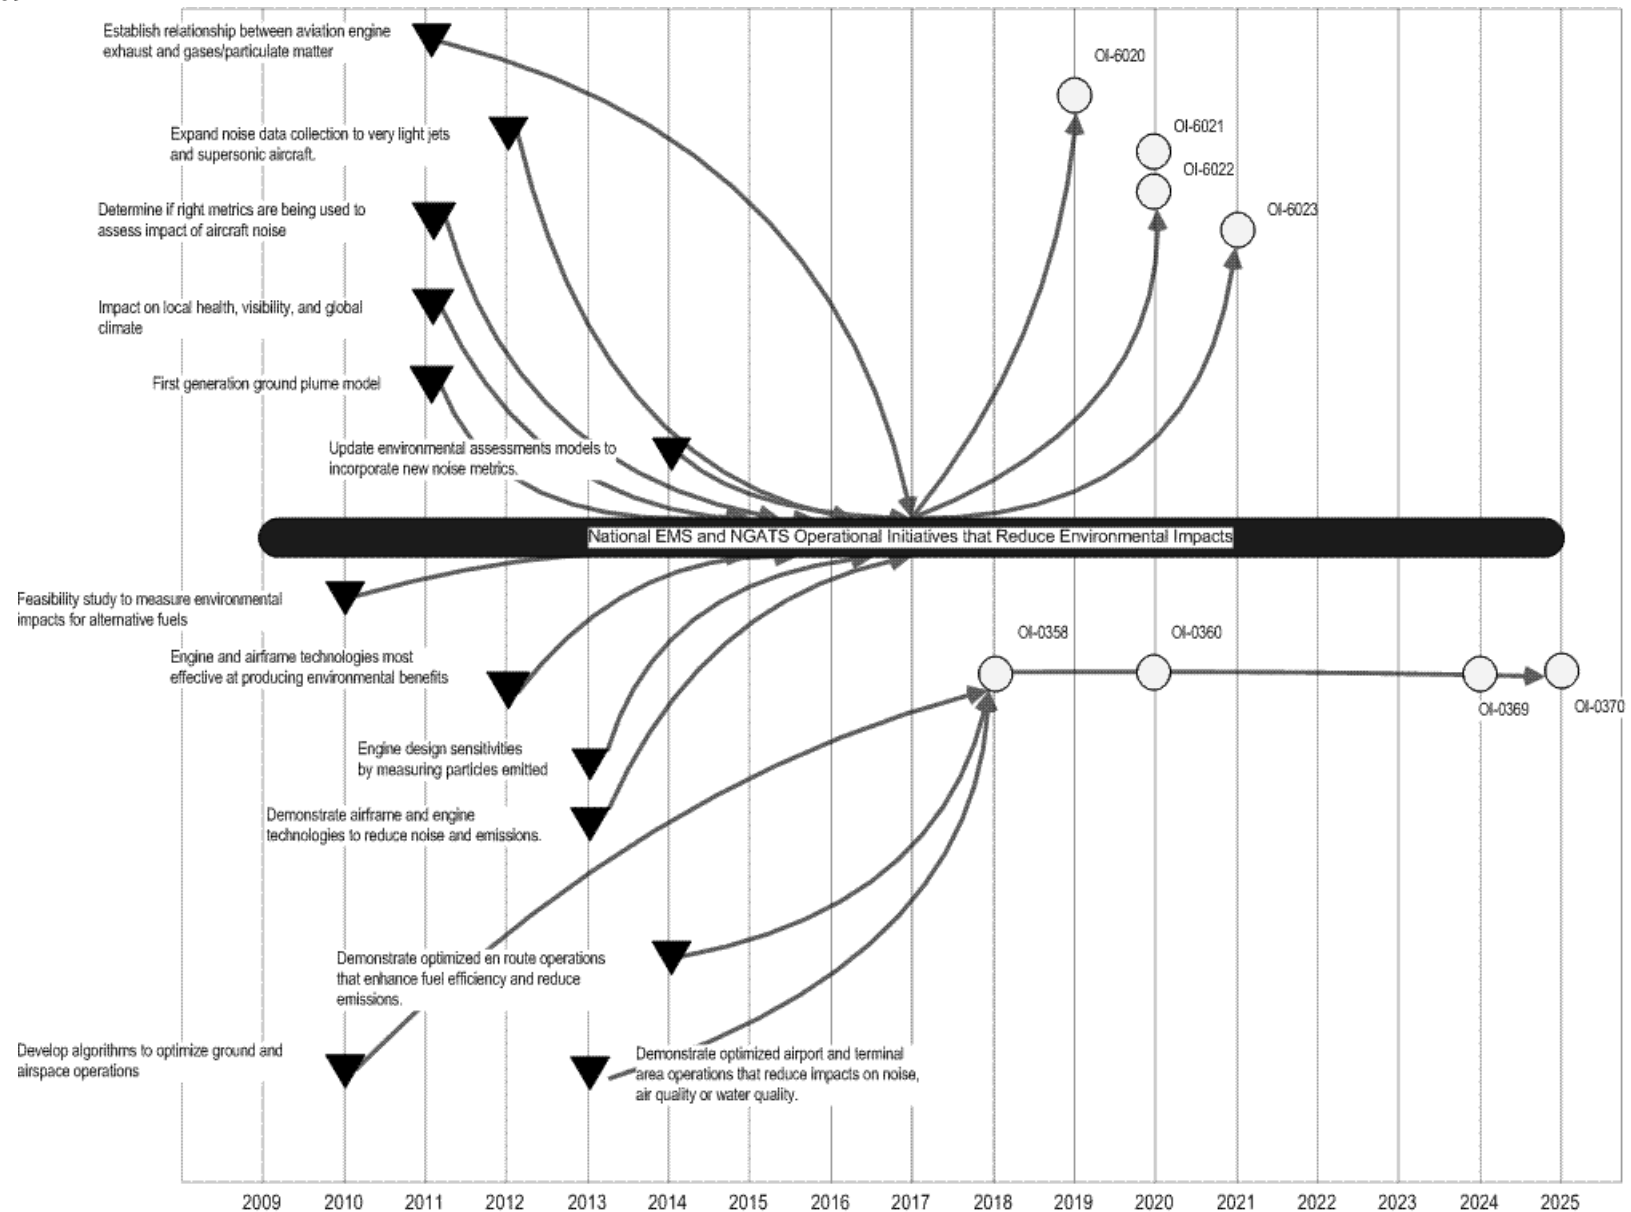 Establish relationship between aviation engine
exhaust and gases/particulate matter
OI-6020
Expand noise data collection to very light jets
and supersonic aircraft.
OI-6021
OI-6022
Determine if right metrics are being used to
assess impact of aircraft noise
OI-6023
Impact on local health, visibility, and global
climate
First generation ground plume model
Update environmental assessments models to
incorporate new noise metrics.
National EMS and NGATS Operational Initiatives that Reduce Environmental Impacts
Feasibility study to measure environmental
impacts for alternative fuels
OI-0358
OI-0360
Engine and airframe technologies most
effective at producing environmental benefits
OI-0369
OI-0370
Engine design sensitivities
by measuring particles emitted
Demonstrate airframe and engine
technologies to reduce noise and emissions.
Demonstrate optimized en route operations
that enhance fuel efficiency and reduce
emissions.
Develop algorithms to optimize ground and
airspace operations
Demonstrate optimized airport and terminal
area operations that reduce impacts on noise,
air quality or water quality.
2009 2010 2011 2012 2013 2014 2015 2016 2017 2018 2019 2020 2021 2022 2023 2024 2025